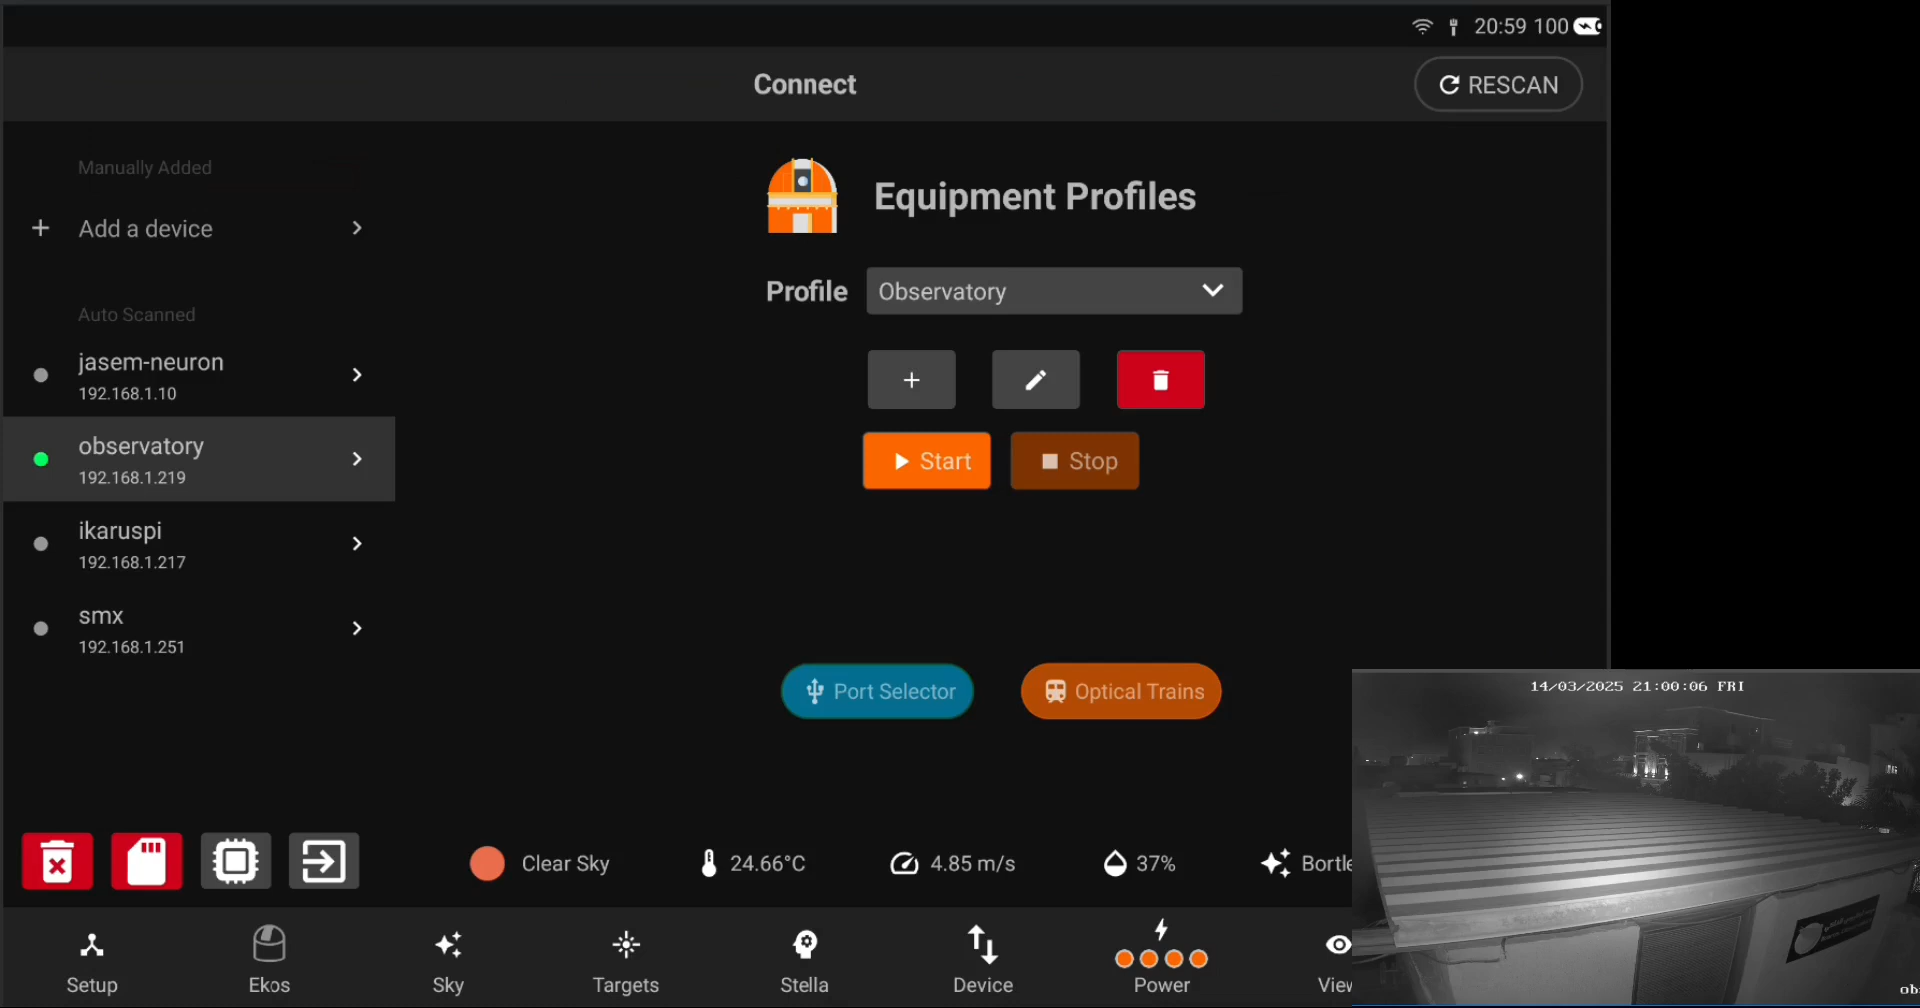 20:59 100
Connect
RESCAN
Manually Added
Add a device
Auto Scanned
jasem-neuron
192.168.1.10
observatory
192.168.1.219
ikaruspi
192.168.1.217
smx
192.168.1.251
Equipment Profiles
Profile
Observatory
Start
Stop
Port Selector
Optical Trains
Clear Sky
24.66°C
4.85 m/s
37%
Bortle
Setup
Ekos
Sky
Targets
Stella
Device
Power
View
14/03/2025 21:00:06 FRI
ob